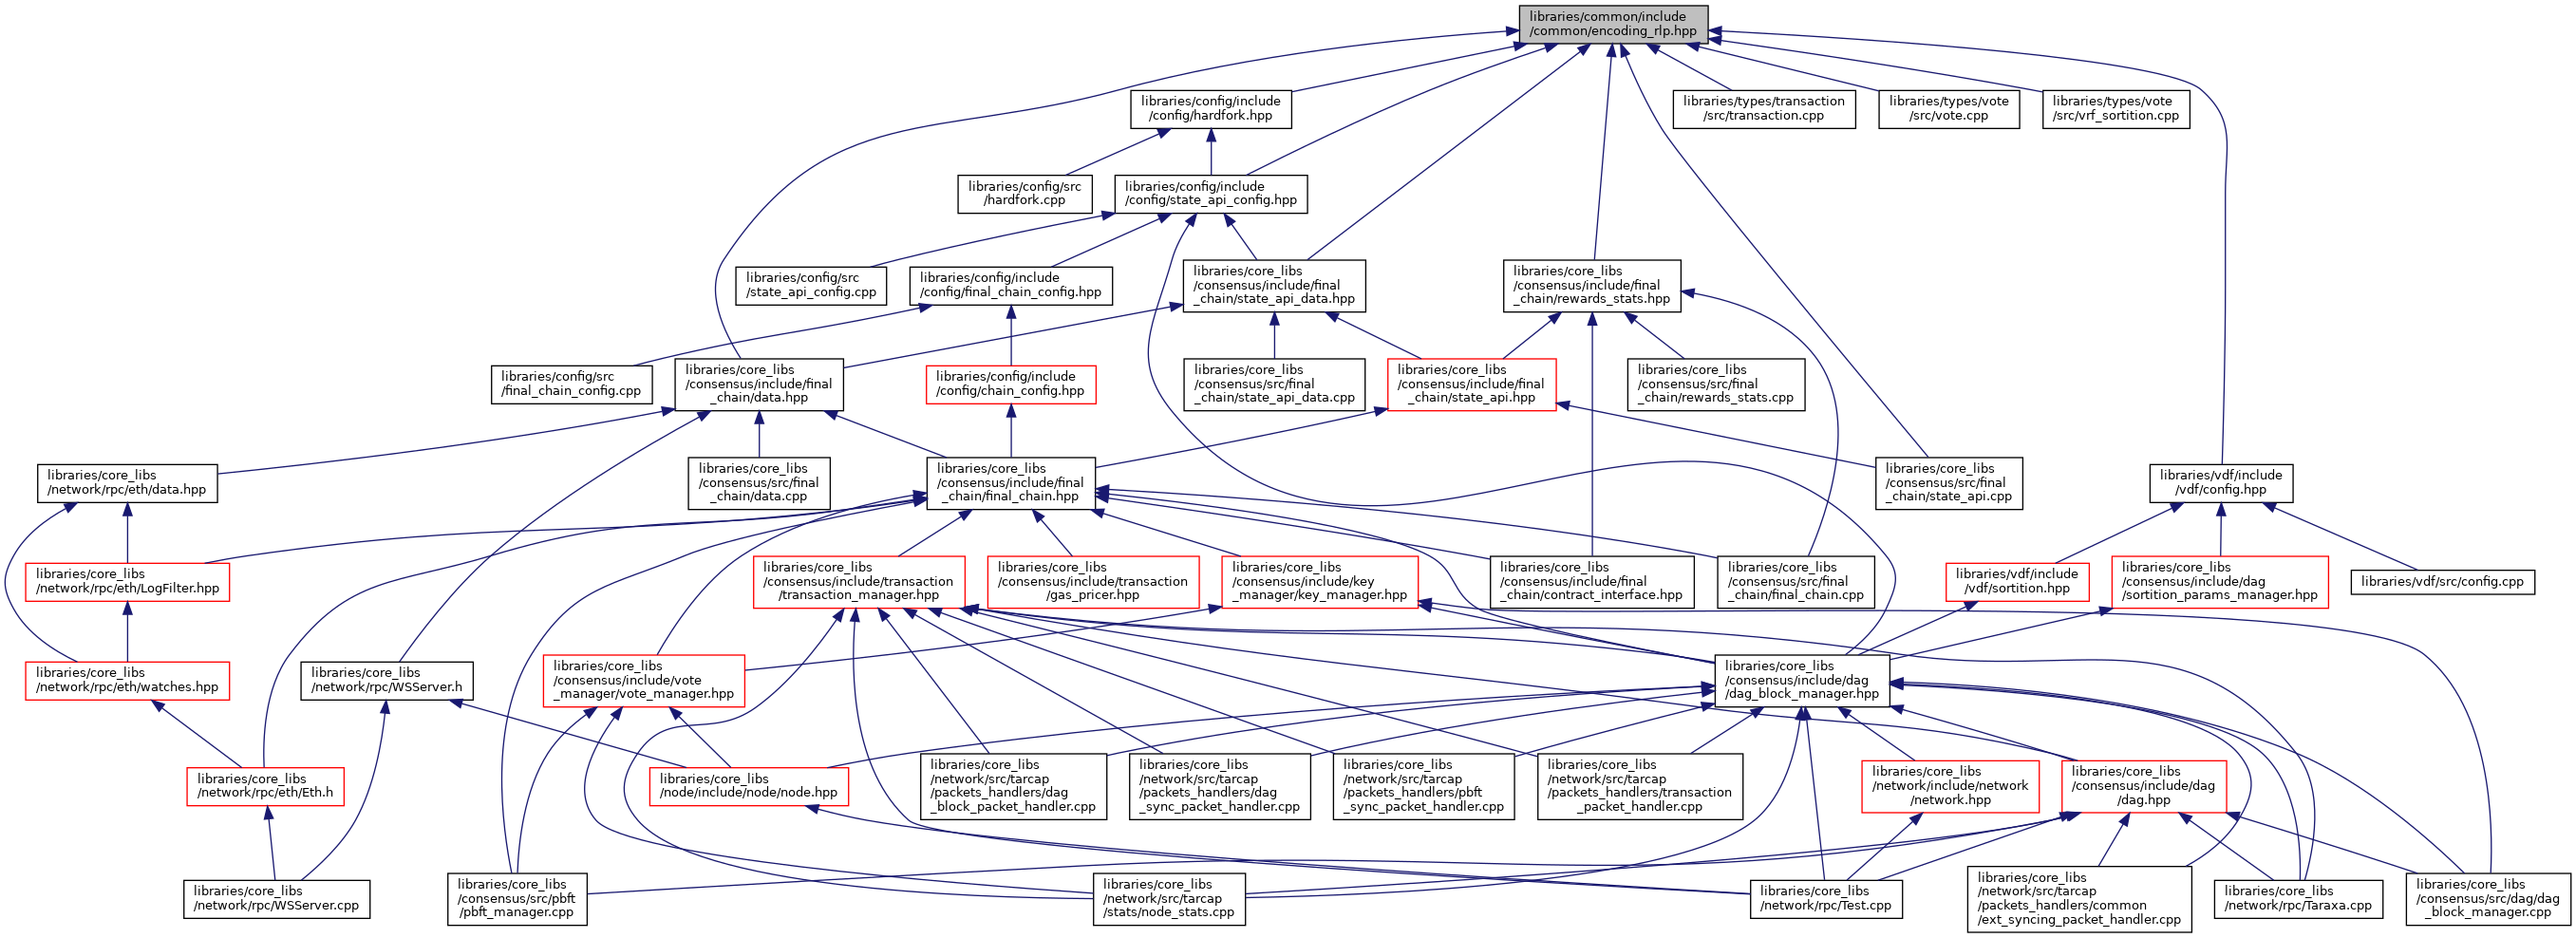 libraries/common/include
/common/encoding_rlp.hpp
libraries/config/include
/config/hardfork.hpp
libraries/types/transaction
/src/transaction.cpp
libraries/types/vote
/src/vote.cpp
libraries/types/vote
/src/vrf_sortition.cpp
libraries/config/src
/hardfork.cpp
libraries/config/include
/config/state_api_config.hpp
libraries/config/src
/state_api_config.cpp
libraries/config/include
/config/final_chain_config.hpp
libraries/core_libs
/consensus/include/final
_chain/state_api_data.hpp
libraries/core_libs
/consensus/include/final
_chain/rewards_stats.hpp
libraries/config/src
/final_chain_config.cpp
libraries/core_libs
/consensus/include/final
_chain/data.hpp
libraries/config/include
/config/chain_config.hpp
libraries/core_libs
/consensus/src/final
_chain/state_api_data.cpp
libraries/core_libs
/consensus/include/final
_chain/state_api.hpp
libraries/core_libs
/consensus/src/final
_chain/rewards_stats.cpp
libraries/core_libs
/network/rpc/eth/data.hpp
libraries/core_libs
/consensus/src/final
_chain/data.cpp
libraries/core_libs
/consensus/include/final
_chain/final_chain.hpp
libraries/core_libs
/consensus/src/final
_chain/state_api.cpp
libraries/vdf/include
/vdf/config.hpp
libraries/core_libs
/network/rpc/eth/LogFilter.hpp
libraries/core_libs
/consensus/include/transaction
/transaction_manager.hpp
libraries/core_libs
/consensus/include/transaction
/gas_pricer.hpp
libraries/core_libs
/consensus/include/key
_manager/key_manager.hpp
libraries/core_libs
/consensus/include/final
_chain/contract_interface.hpp
libraries/core_libs
/consensus/src/final
_chain/final_chain.cpp
libraries/vdf/include
/vdf/sortition.hpp
libraries/core_libs
/consensus/include/dag
/sortition_params_manager.hpp
libraries/vdf/src/config.cpp
libraries/core_libs
/network/rpc/eth/watches.hpp
libraries/core_libs
/network/rpc/WSServer.h
libraries/core_libs
/consensus/include/vote
_manager/vote_manager.hpp
libraries/core_libs
/consensus/include/dag
/dag_block_manager.hpp
libraries/core_libs
/network/rpc/eth/Eth.h
libraries/core_libs
/node/include/node/node.hpp
libraries/core_libs
/network/src/tarcap
/packets_handlers/dag
_block_packet_handler.cpp
libraries/core_libs
/network/src/tarcap
/packets_handlers/dag
_sync_packet_handler.cpp
libraries/core_libs
/network/src/tarcap
/packets_handlers/pbft
_sync_packet_handler.cpp
libraries/core_libs
/network/src/tarcap
/packets_handlers/transaction
_packet_handler.cpp
libraries/core_libs
/network/include/network
/network.hpp
libraries/core_libs
/consensus/include/dag
/dag.hpp
libraries/core_libs
/network/rpc/WSServer.cpp
libraries/core_libs
/consensus/src/pbft
/pbft_manager.cpp
libraries/core_libs
/network/src/tarcap
/stats/node_stats.cpp
libraries/core_libs
/network/rpc/Test.cpp
libraries/core_libs
/network/src/tarcap
/packets_handlers/common
/ext_syncing_packet_handler.cpp
libraries/core_libs
/network/rpc/Taraxa.cpp
libraries/core_libs
/consensus/src/dag/dag
_block_manager.cpp